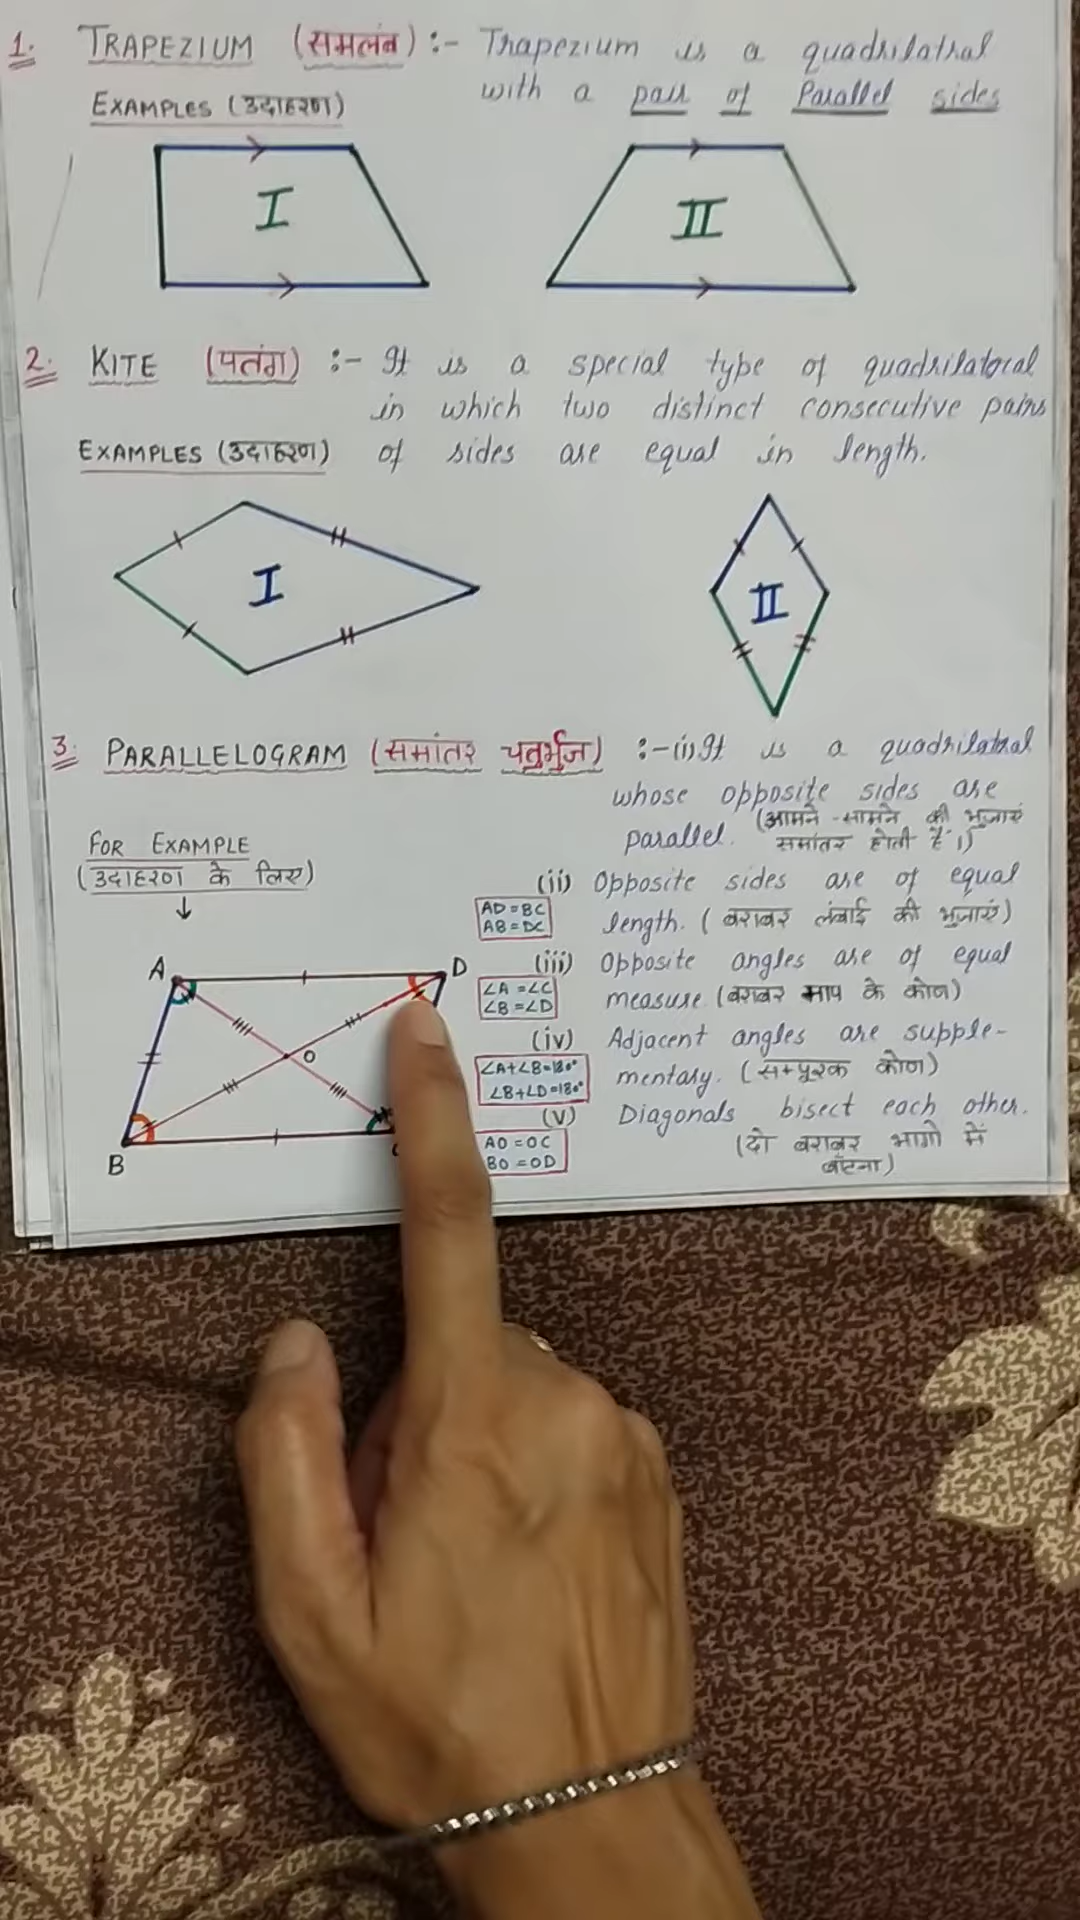 1. TRAPEZIUM (समलंब) :- Trapezium is a quadrilatral
with a pair of Parallel sides
EXAMPLES (उदाहरण)
I
II
2. KITE (पतंग) :- It is a special type of quadrilateral
in which two distinct consecutive pairs
EXAMPLES (उदाहरण) of sides are equal in length.
I
II
3. PARALLELOGRAM (समांतर चतुर्भुज) :- (i) It is a quadrilatral
whose opposite sides are
parallel. (आमने -सामने की भुजाएं
समांतर होती हैं।)
FOR EXAMPLE
(उदाहरण के लिए)
↓
(ii) Opposite sides are of equal
length. (बराबर लंबाई की भुजाएं)
AD = BC
AB = DC
(iii) Opposite angles are of equal
measure. (बराबर माप के कोण)
∠A = ∠C
∠B = ∠D
(iv) Adjacent angles are supple-
mentary. (सम्पूरक कोण)
∠A+∠B=180°
∠B+∠D=180°
(v) Diagonals bisect each other.
(दो बराबर भागो में
बाँटना)
AO = OC
BO = OD
A
D
O
B